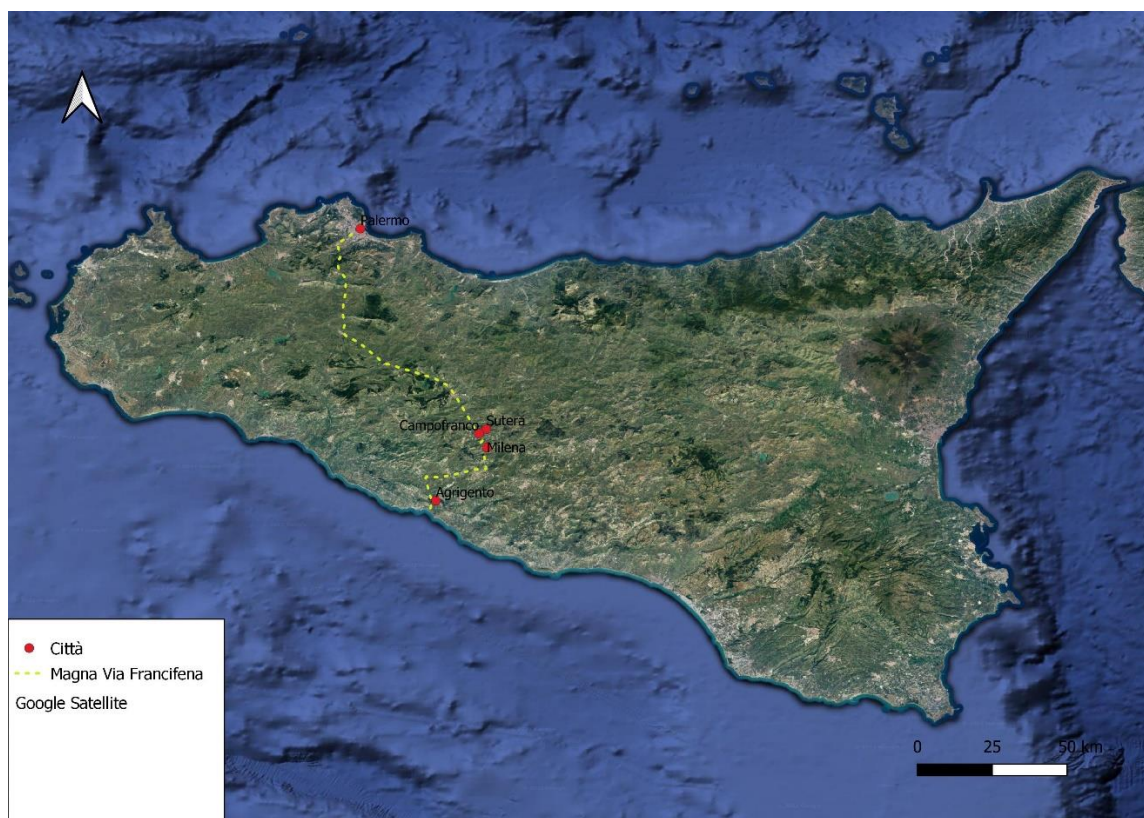 Palermo
Sutera
Campofranco
Milena
Agrigento
Città
Magna Via Francifena
Google Satellite
0 25 50 km